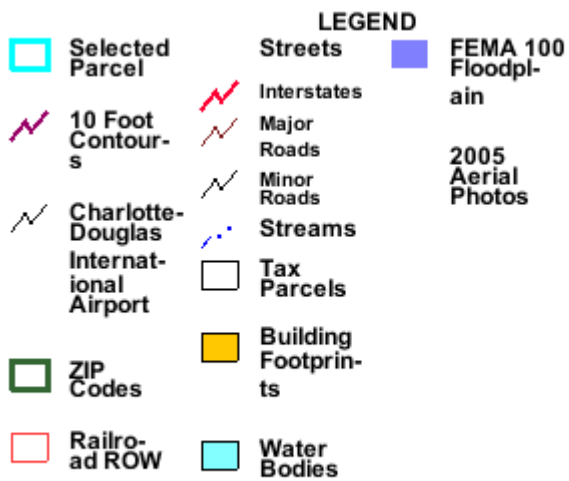 LEGEND
Selected
Parcel
10 Foot
Contour-
s
Charlotte-
Douglas
Internat-
ional
Airport
ZIP
Codes
Railro-
ad ROW
Streets
Interstates
Major
Roads
Minor
Roads
Streams
Tax
Parcels
Building
Footprin-
ts
Water
Bodies
FEMA 100
Floodpl-
ain
2005
Aerial
Photos